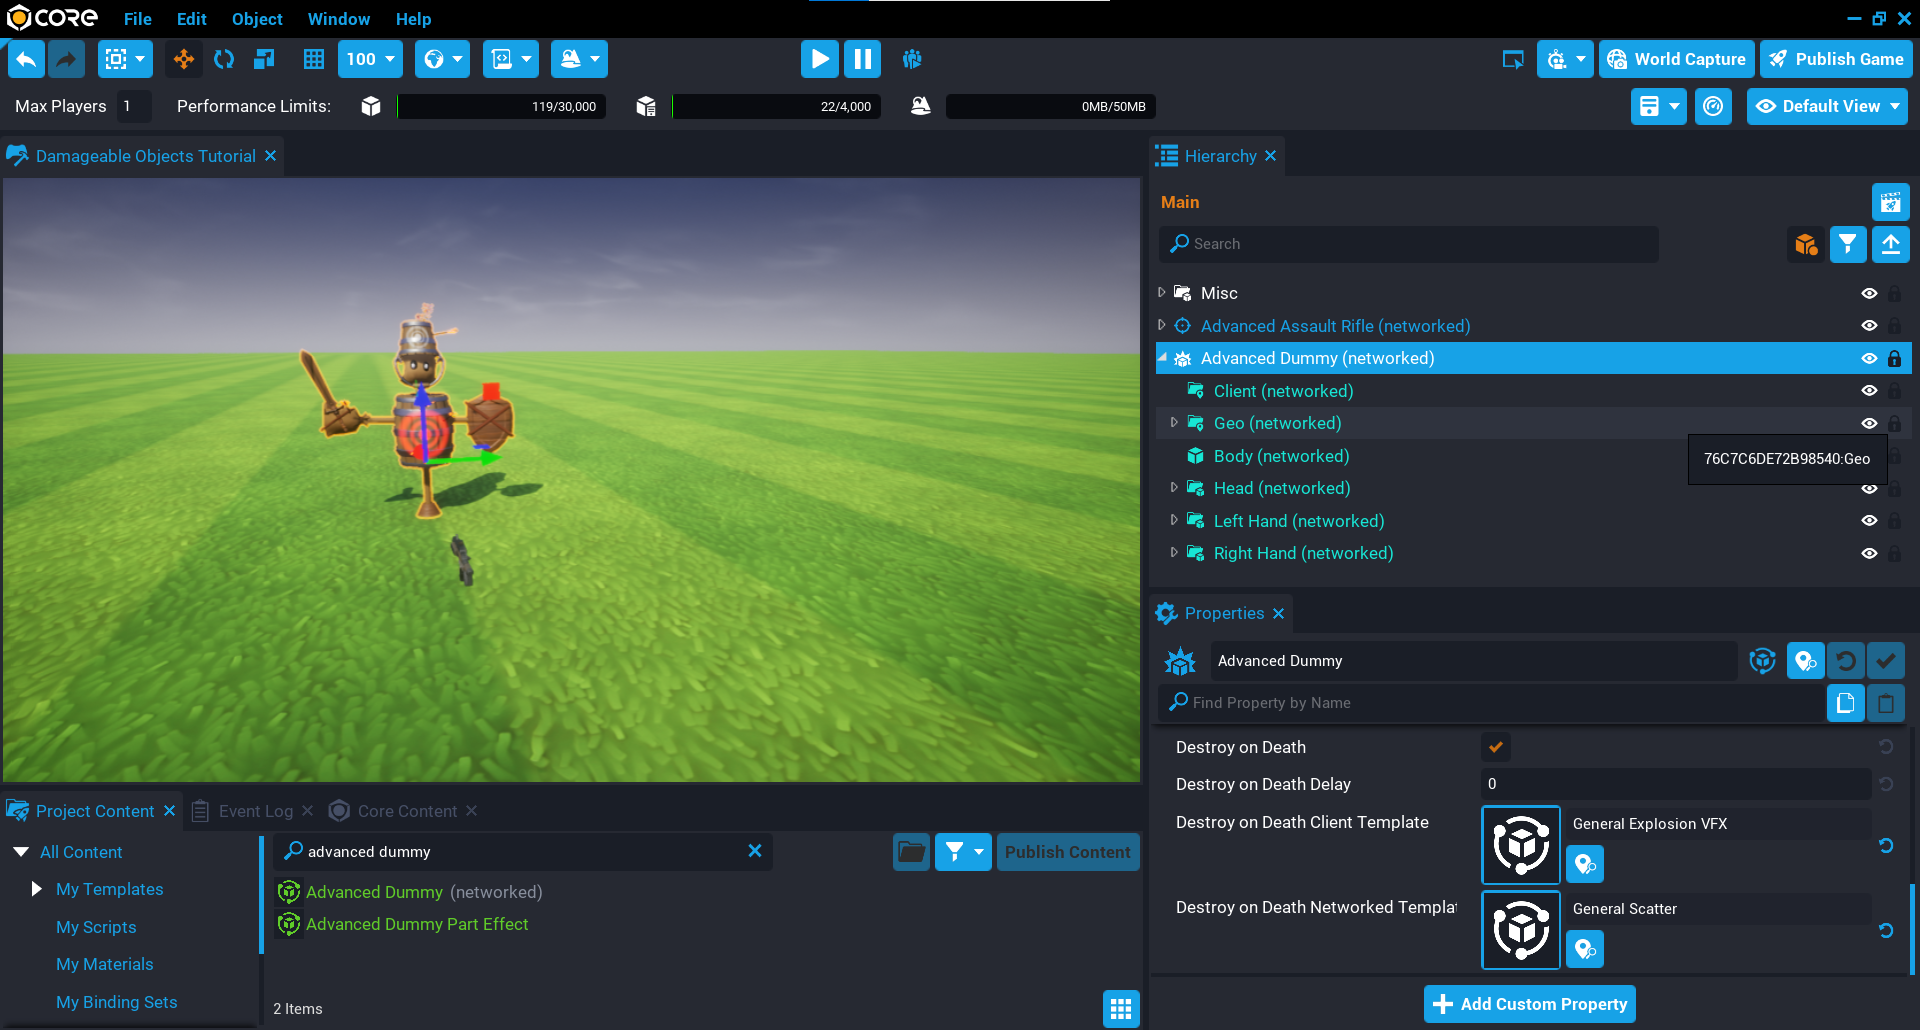 CORE File Edit Object Window Help
100 World Capture Publish Game
Max Players 1 Performance Limits: 119/30,000 22/4,000 0MB/50MB Default View
Damageable Objects Tutorial
Hierarchy
Main
Search
Misc
Advanced Assault Rifle (networked)
Advanced Dummy (networked)
Client (networked)
Geo (networked)
Body (networked)
76C7C6DE72B98540:Geo
Head (networked)
Left Hand (networked)
Right Hand (networked)
Properties
Advanced Dummy
Find Property by Name
Destroy on Death
Destroy on Death Delay 0
Destroy on Death Client Template General Explosion VFX
Destroy on Death Networked Templat General Scatter
Add Custom Property
Project Content Event Log Core Content
All Content
My Templates
My Scripts
My Materials
My Binding Sets
advanced dummy Publish Content
Advanced Dummy (networked)
Advanced Dummy Part Effect
2 Items